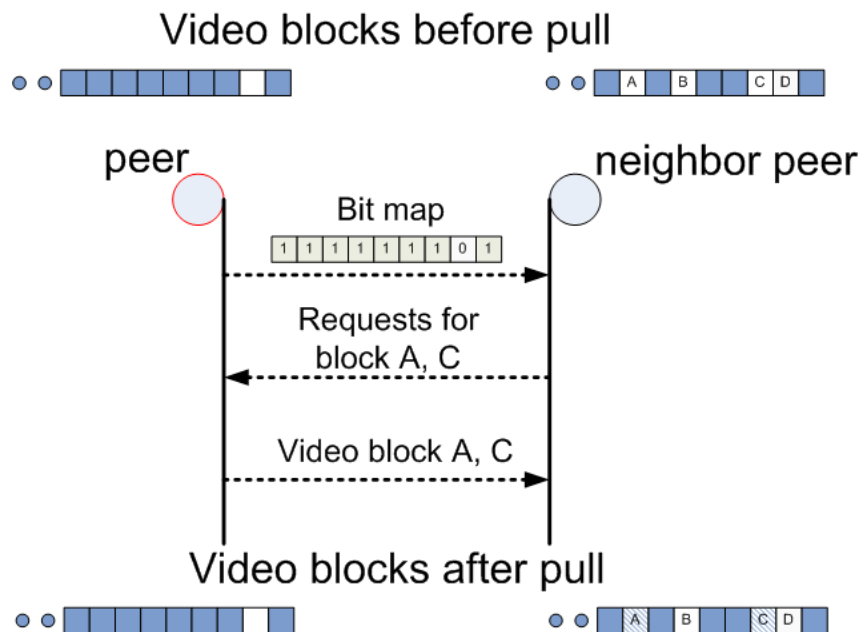 Video blocks before pull
A B C D
peer
neighbor peer
Bit map
1 1 1 1 1 1 1 0 1
Requests for
block A, C
Video block A, C
Video blocks after pull
A B C D